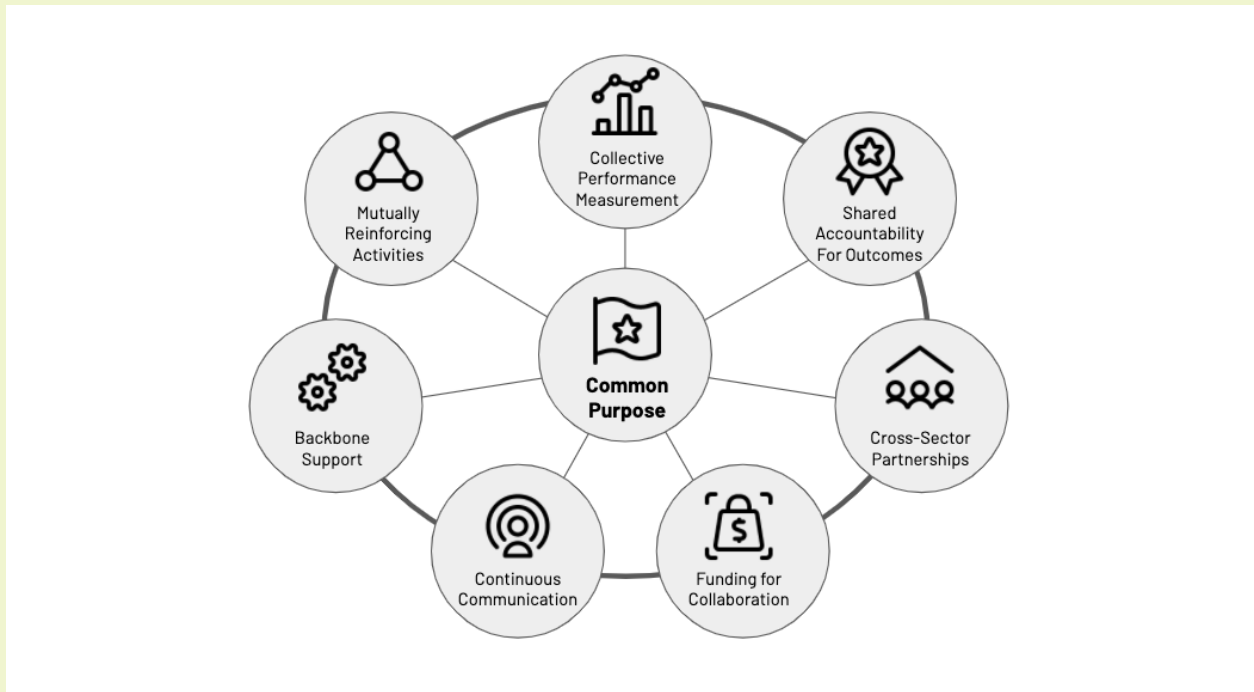 Collective
Performance
Measurement
Mutually
Reinforcing
Activities
Shared
Accountability
For Outcomes
Common
Purpose
Backbone
Support
Cross-Sector
Partnerships
Continuous
Communication
$
Funding for
Collaboration